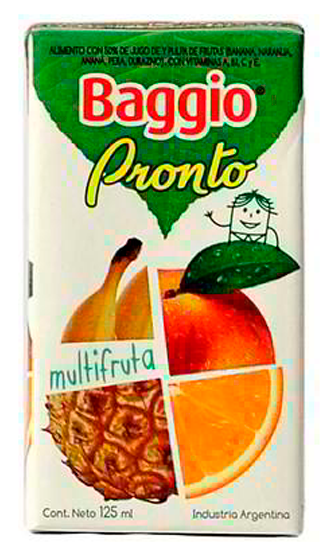 ALIMENTO CON 50% DE JUGO DE Y PULPA DE FRUTAS (BANANA, NARANJA,
ANANÁ, PERA, DURAZNO), CON VITAMINAS A, B1, C y E.
Baggio®
Pronto
multifruta
Cont. Neto 125 ml
Industria Argentina